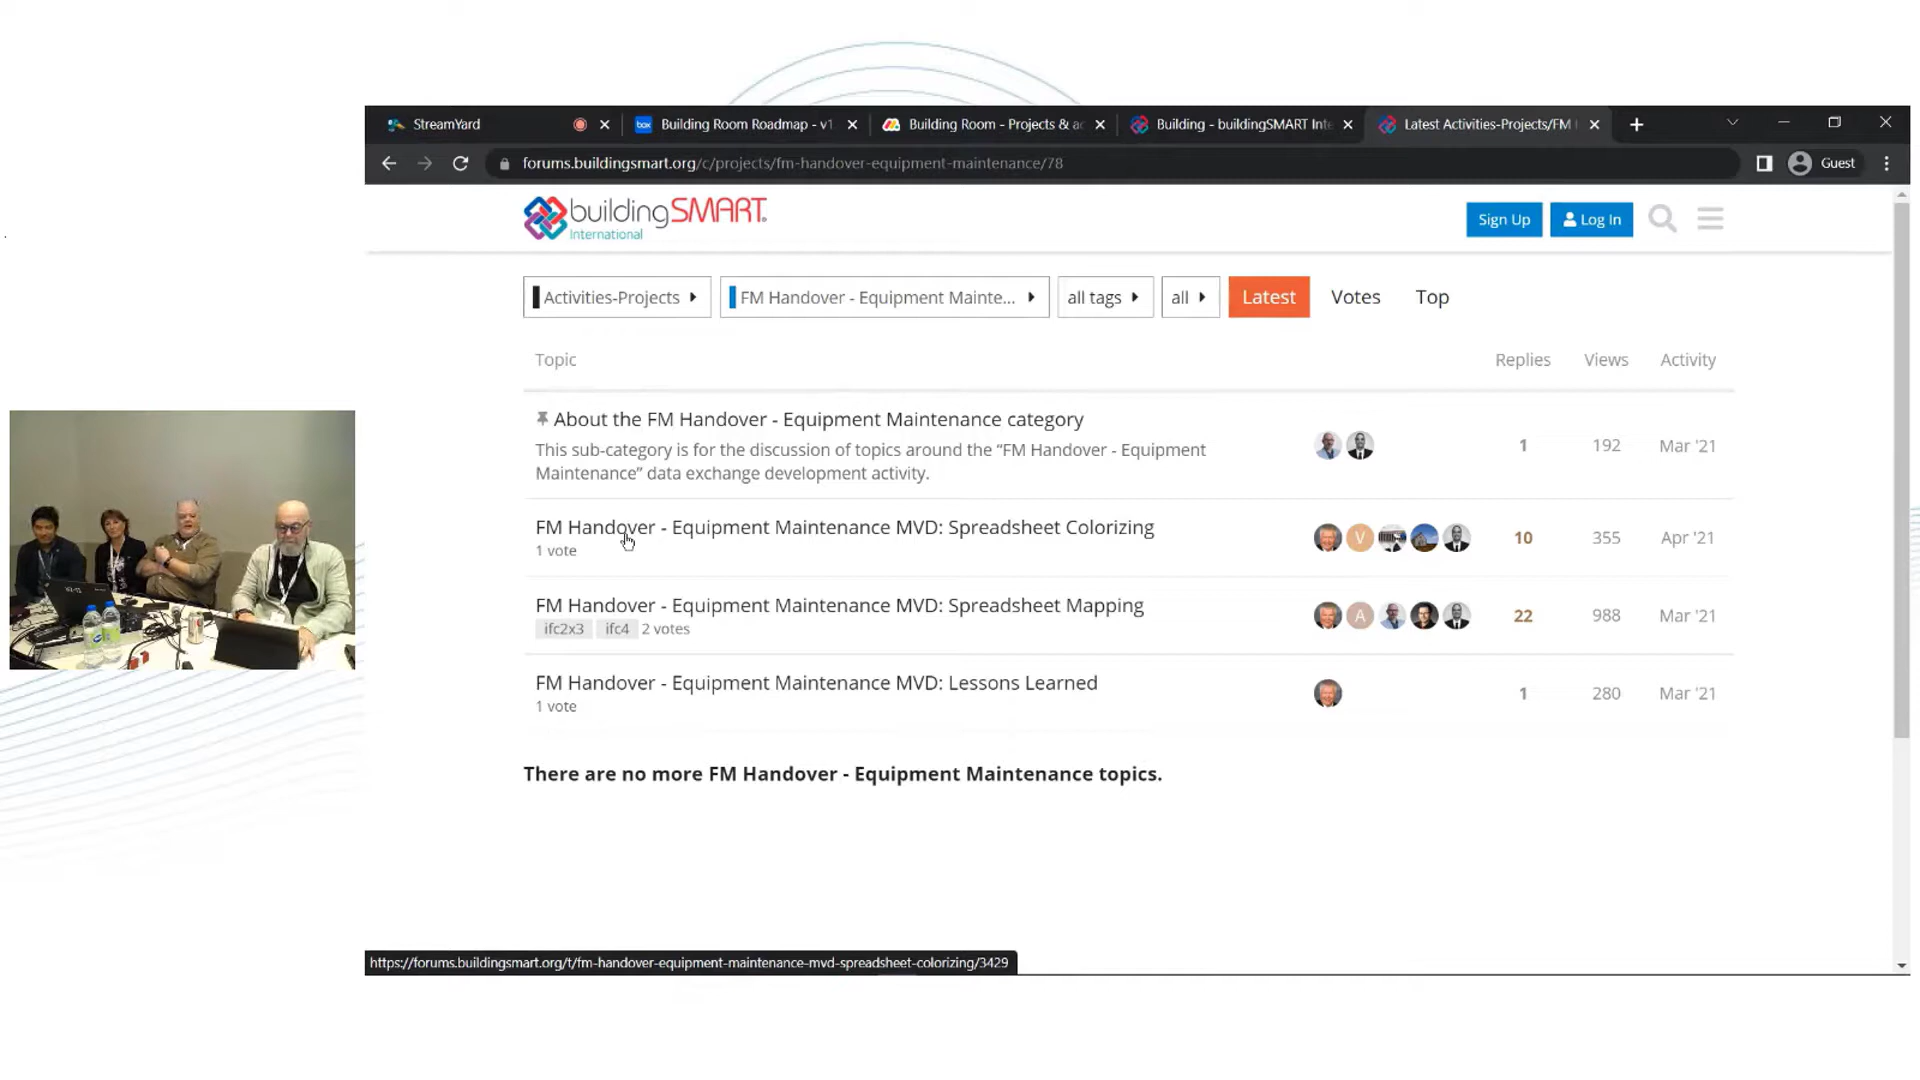 StreamYard
Building Room Roadmap - v1
Building Room - Projects & ac
Building - buildingSMART Inte
Latest Activities-Projects/FM
forums.buildingsmart.org/c/projects/fm-handover-equipment-maintenance/78
Guest
buildingSMART
International
Sign Up
Log In
Activities-Projects
FM Handover - Equipment Mainte...
all tags
all
Latest
Votes
Top
Topic
Replies
Views
Activity
About the FM Handover - Equipment Maintenance category
This sub-category is for the discussion of topics around the “FM Handover - Equipment
Maintenance” data exchange development activity.
1
192
Mar '21
FM Handover - Equipment Maintenance MVD: Spreadsheet Colorizing
1 vote
V
10
355
Apr '21
FM Handover - Equipment Maintenance MVD: Spreadsheet Mapping
ifc2x3 ifc4 2 votes
A
22
988
Mar '21
FM Handover - Equipment Maintenance MVD: Lessons Learned
1 vote
1
280
Mar '21
There are no more FM Handover - Equipment Maintenance topics.
https://forums.buildingsmart.org/t/fm-handover-equipment-maintenance-mvd-spreadsheet-colorizing/3429